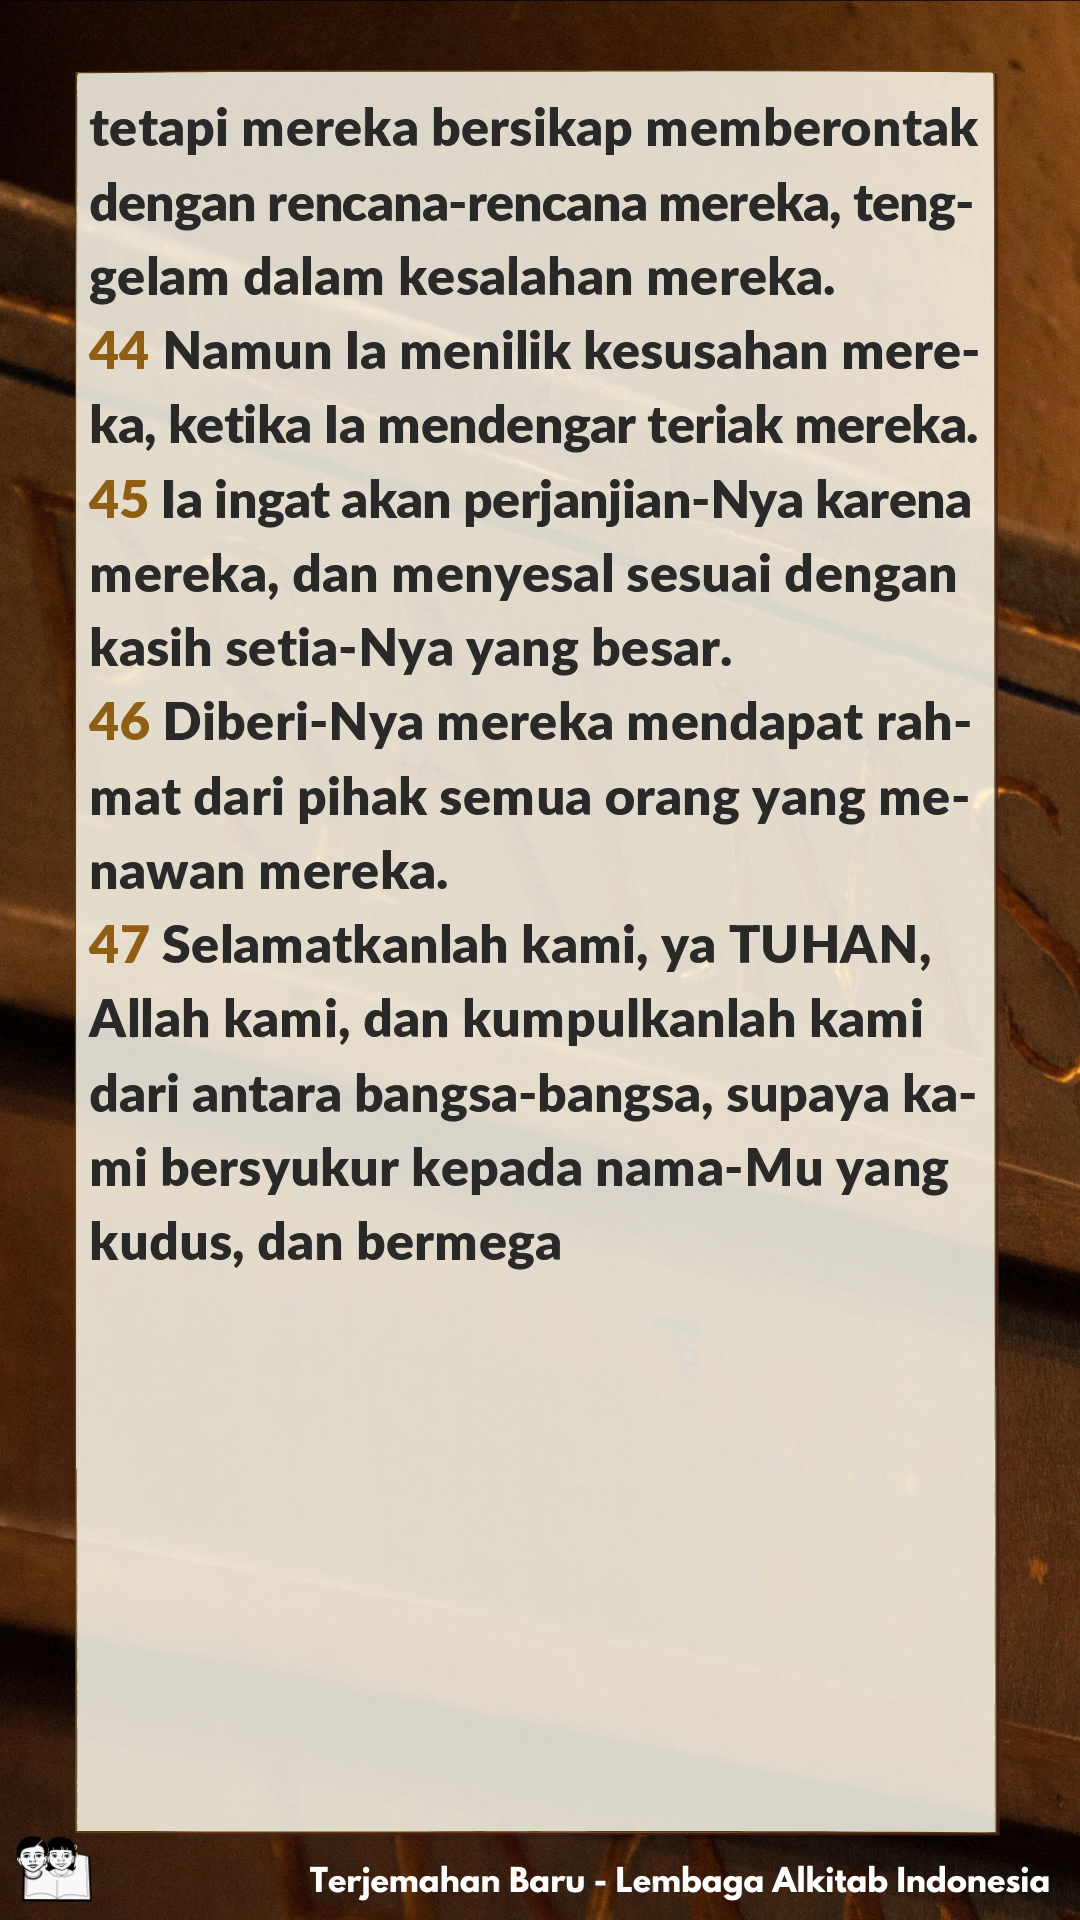 tetapi mereka bersikap memberontak
dengan rencana-rencana mereka, teng-
gelam dalam kesalahan mereka.
44 Namun Ia menilik kesusahan mere-
ka, ketika Ia mendengar teriak mereka.
45 Ia ingat akan perjanjian-Nya karena
mereka, dan menyesal sesuai dengan
kasih setia-Nya yang besar.
46 Diberi-Nya mereka mendapat rah-
mat dari pihak semua orang yang me-
nawan mereka.
47 Selamatkanlah kami, ya TUHAN,
Allah kami, dan kumpulkanlah kami
dari antara bangsa-bangsa, supaya ka-
mi bersyukur kepada nama-Mu yang
kudus, dan bermega
Terjemahan Baru - Lembaga Alkitab Indonesia